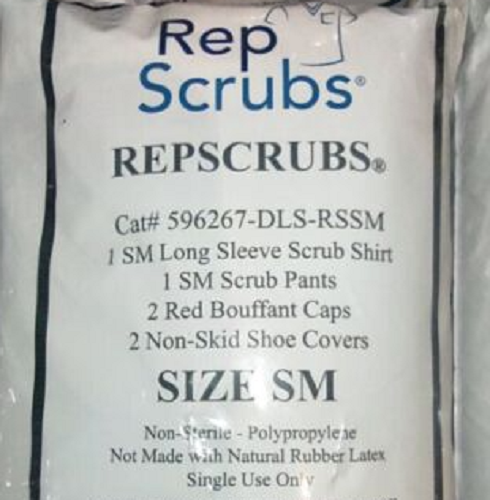 Rep
Scrubs®
REPSCRUBS®
Cat# 596267-DLS-RSSM
1 SM Long Sleeve Scrub Shirt
1 SM Scrub Pants
2 Red Bouffant Caps
2 Non-Skid Shoe Covers
SIZE SM
Non-Sterile - Polypropylene
Not Made with Natural Rubber Latex
Single Use Only